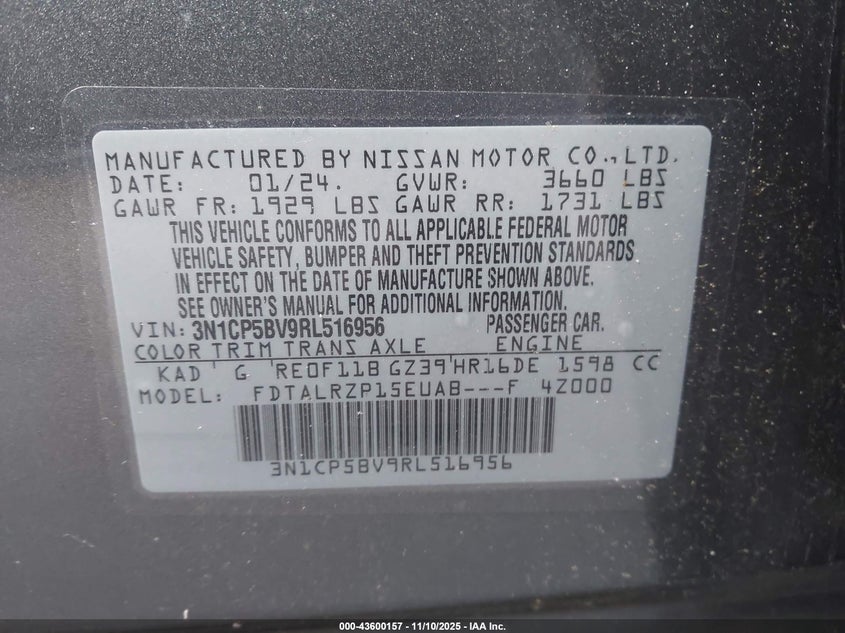 MANUFACTURED BY NISSAN MOTOR CO., LTD.
DATE: 01/24. GVWR: 3660 LBS
GAWR FR: 1929 LBS GAWR RR: 1731 LBS
THIS VEHICLE CONFORMS TO ALL APPLICABLE FEDERAL MOTOR
VEHICLE SAFETY, BUMPER AND THEFT PREVENTION STANDARDS
IN EFFECT ON THE DATE OF MANUFACTURE SHOWN ABOVE.
SEE OWNER'S MANUAL FOR ADDITIONAL INFORMATION.
VIN: 3N1CP5BV9RL516956 PASSENGER CAR.
COLOR TRIM TRANS AXLE ENGINE
KAD G RE0F11B GZ39 HR16DE 1598 CC
MODEL: FDTALRZP15EUAB---F 4Z000
3N1CP5BV9RL516956
000-43600157 - 11/10/2025 - IAA Inc.